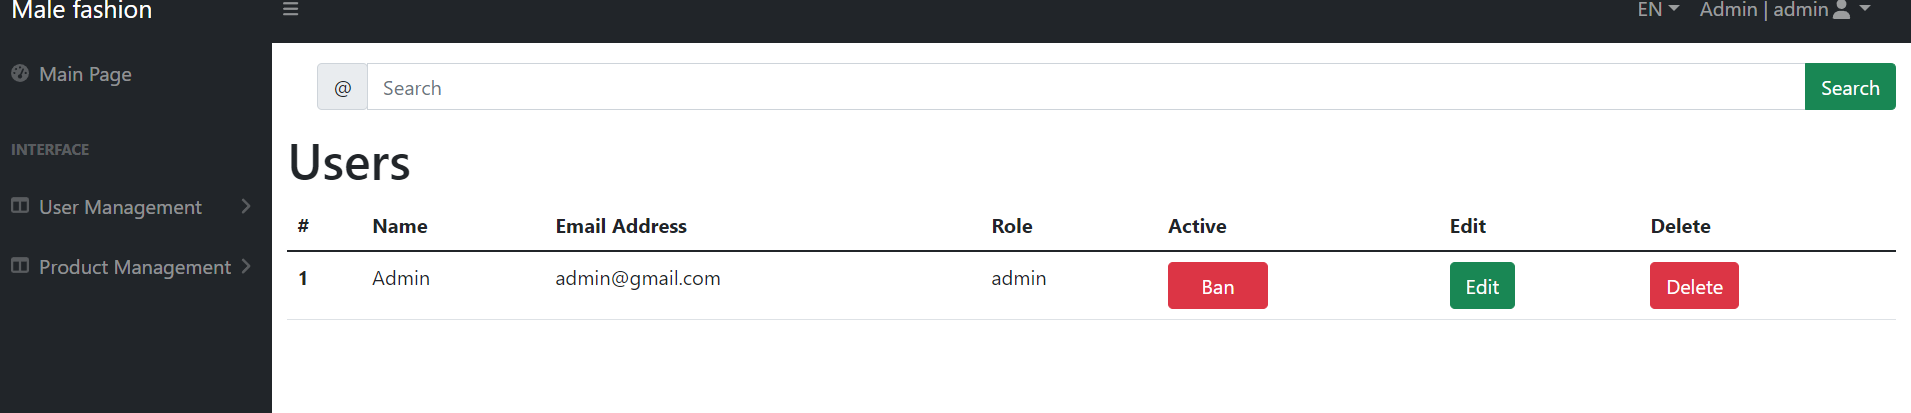 Male fashion
EN Admin | admin
Main Page
INTERFACE
User Management
Product Management
@ Search Search
Users
# Name Email Address Role Active Edit Delete
1 Admin admin@gmail.com admin Ban Edit Delete